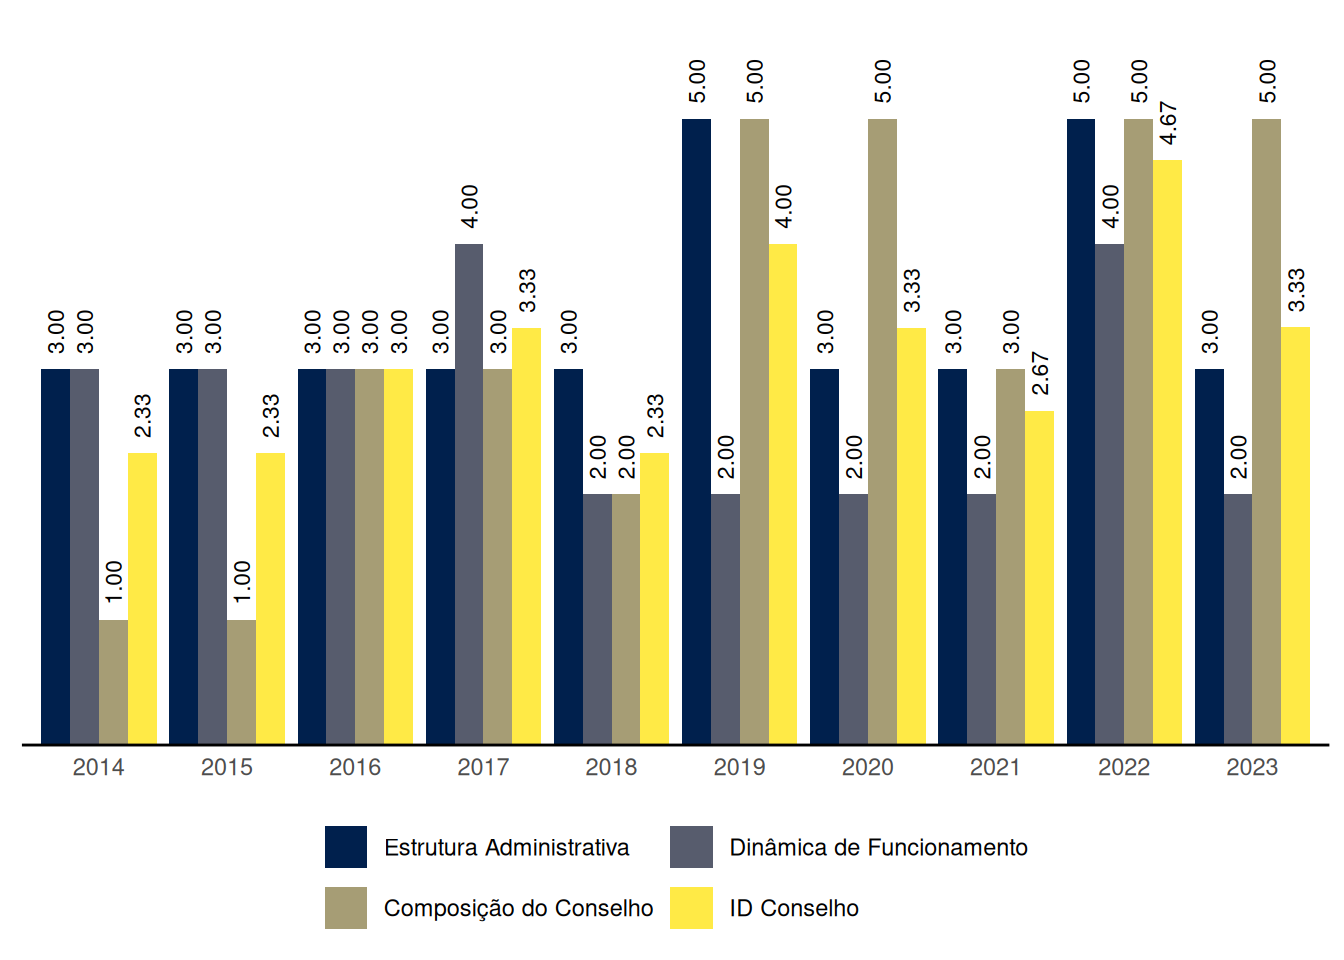 3.00 3.00 1.00 2.33 3.00 3.00 1.00 2.33 3.00 3.00 3.00 3.00 3.00 4.00 3.00 3.33 3.00 2.00 2.00 2.33 5.00 2.00 5.00 4.00 3.00 2.00 5.00 3.33 3.00 2.00 3.00 2.67 5.00 4.00 5.00 4.67 3.00 2.00 5.00 3.33
2014 2015 2016 2017 2018 2019 2020 2021 2022 2023
Estrutura Administrativa Dinâmica de Funcionamento
Composição do Conselho ID Conselho